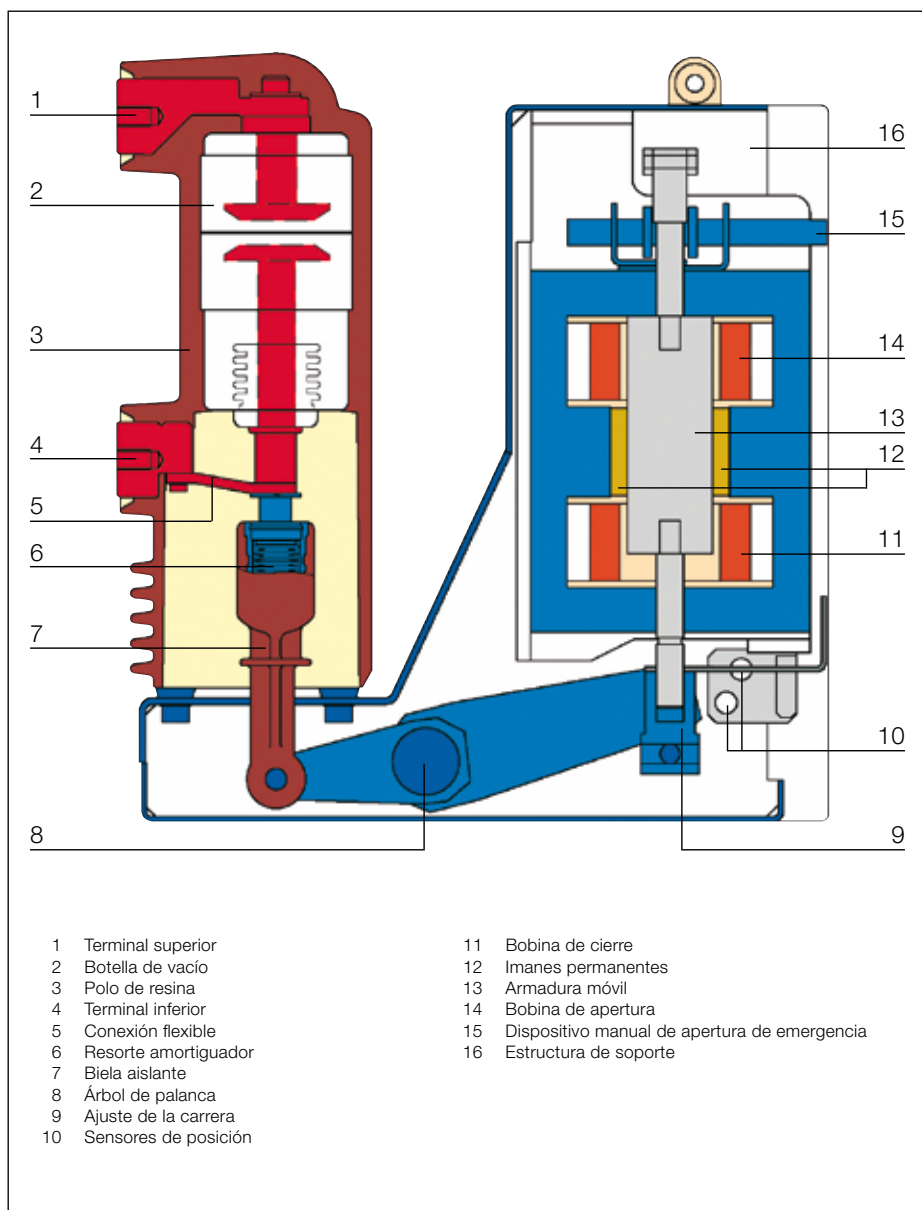 1
2
3
4
5
6
7
8
16
15
14
13
12
11
10
9
1 Terminal superior
2 Botella de vacío
3 Polo de resina
4 Terminal inferior
5 Conexión flexible
6 Resorte amortiguador
7 Biela aislante
8 Árbol de palanca
9 Ajuste de la carrera
10 Sensores de posición
11 Bobina de cierre
12 Imanes permanentes
13 Armadura móvil
14 Bobina de apertura
15 Dispositivo manual de apertura de emergencia
16 Estructura de soporte